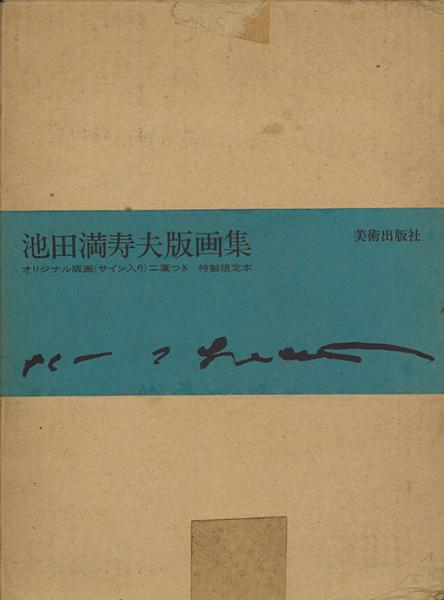 池田満寿夫版画集
美術出版社
オリジナル版画(サイン入り)二葉つき 特製限定本